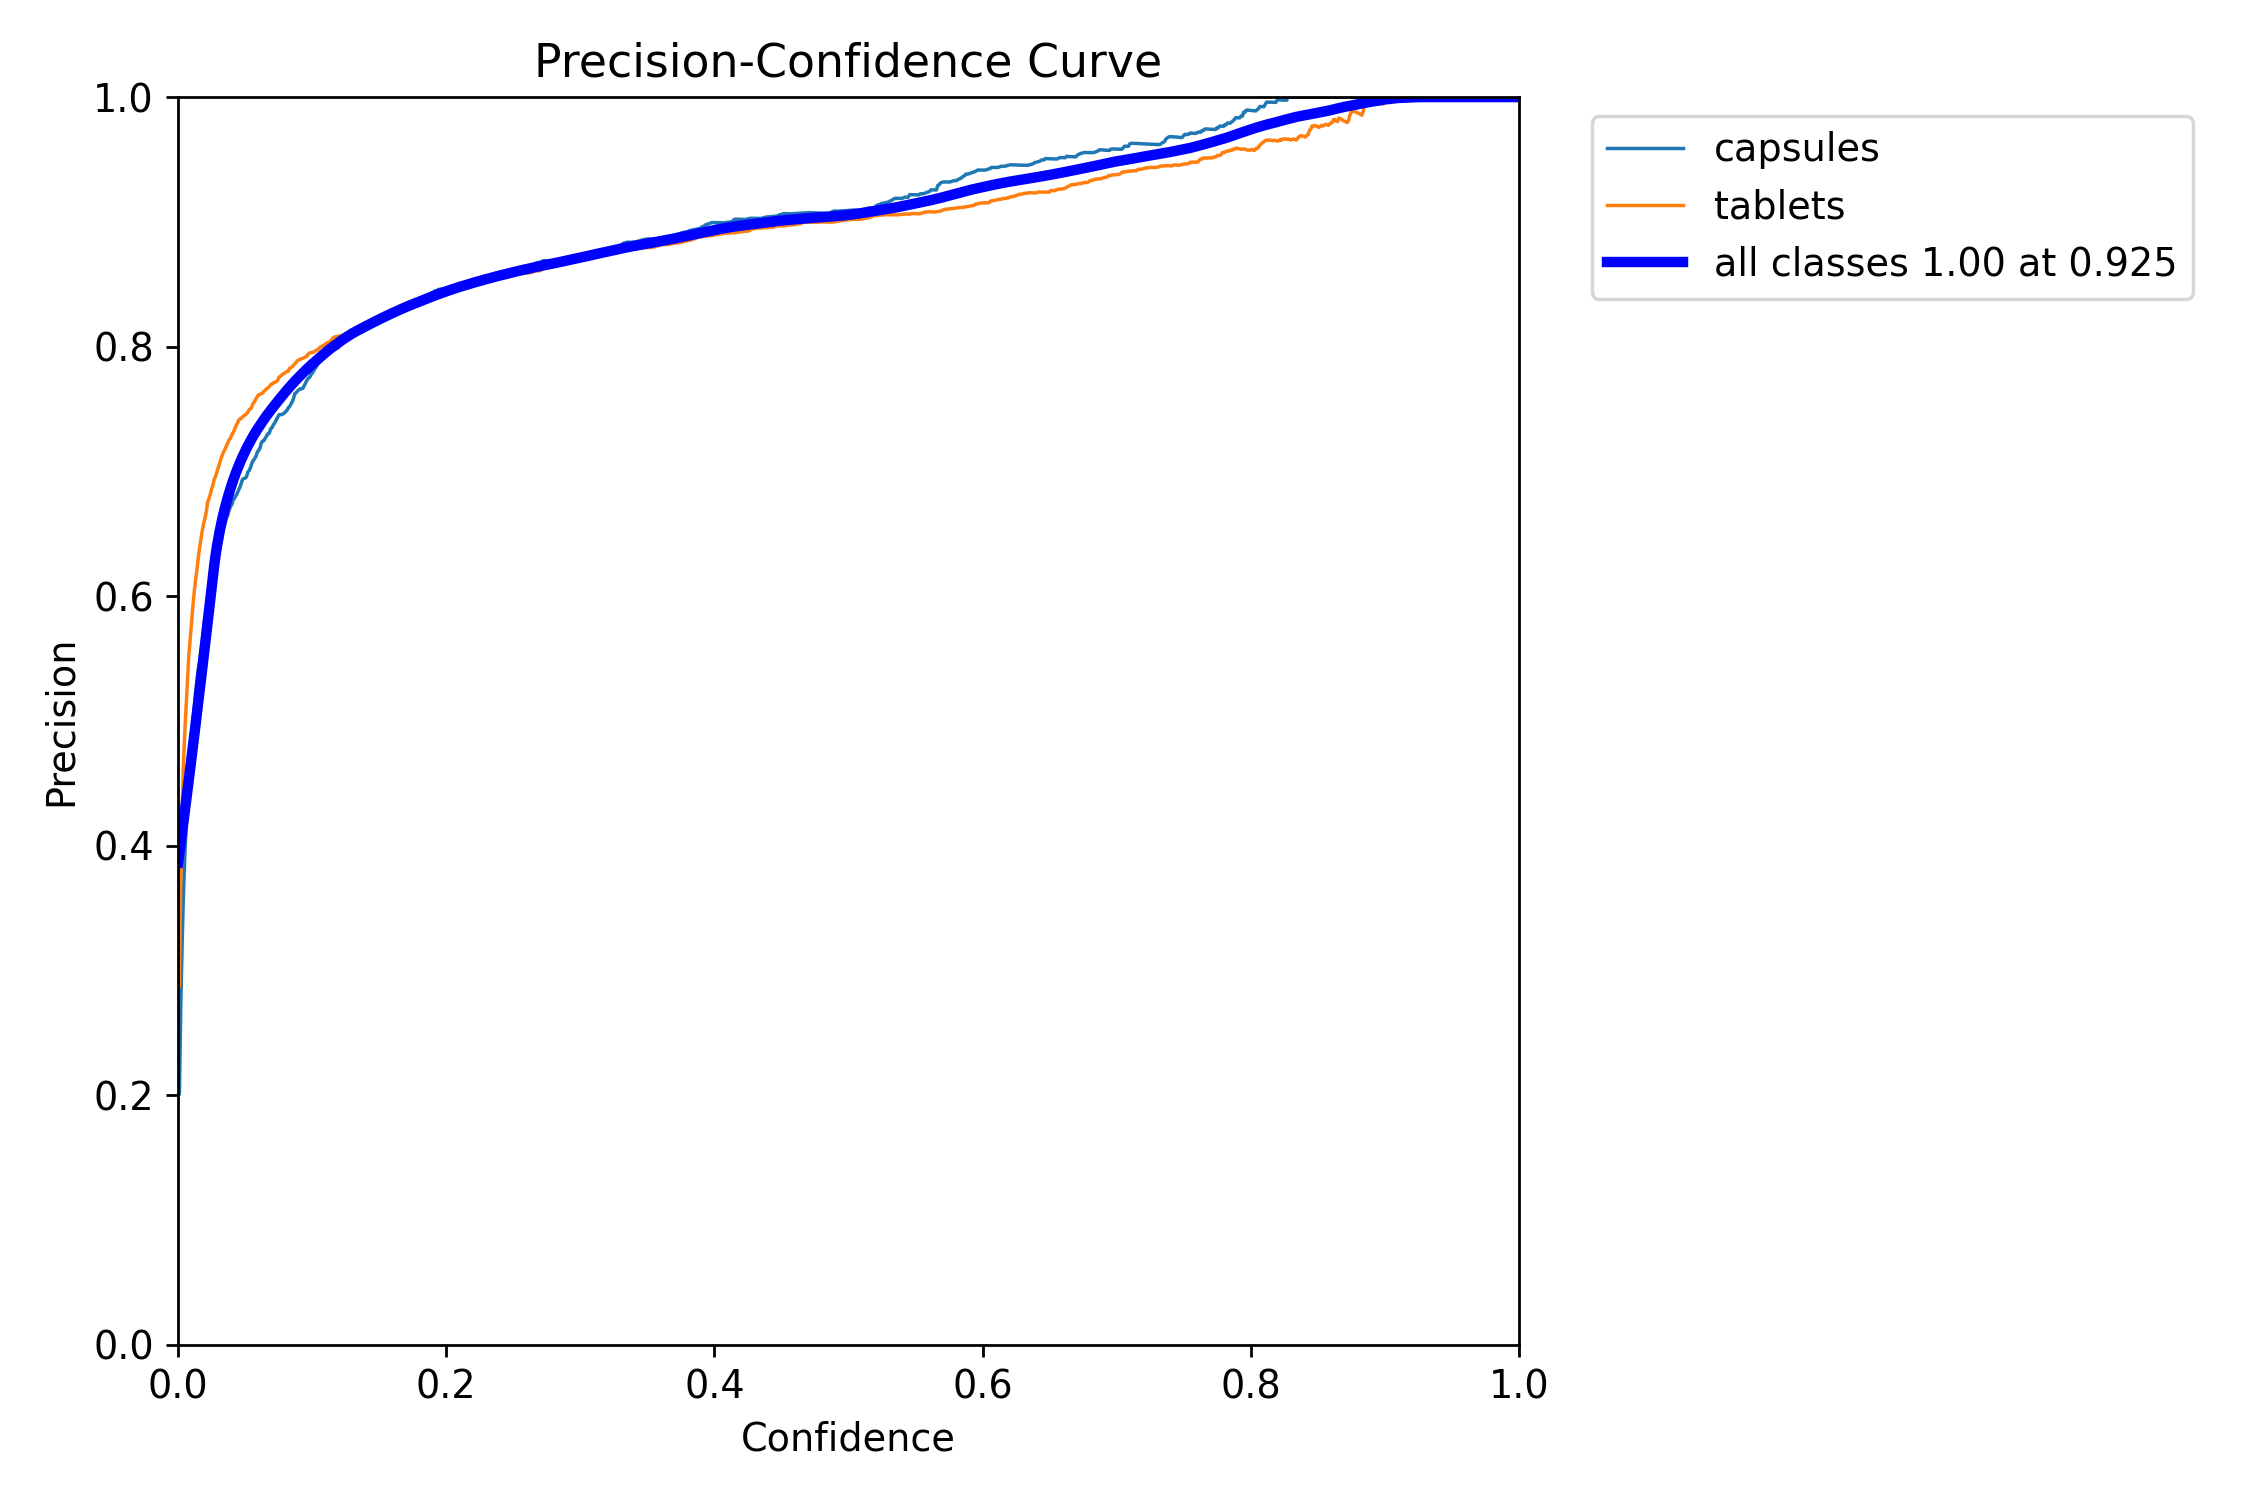 Precision-Confidence Curve
1.0
0.8
0.6
0.4
0.2
0.0
Precision
0.0 0.2 0.4 0.6 0.8 1.0
Confidence
capsules
tablets
all classes 1.00 at 0.925